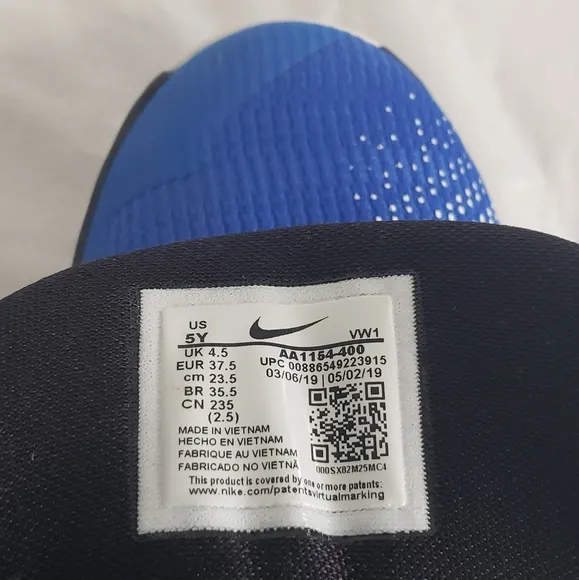 US
5Y VW1
UK 4.5 AA1154-400
EUR 37.5 UPC 00886549223915
cm 23.5 03/06/19 | 05/02/19
BR 35.5
CN 235
(2.5)
MADE IN VIETNAM
HECHO EN VIETNAM
FABRIQUE AU VIETNAM
FABRICADO NO VIETNÃ
000SX82M25MC4
This product is covered by one or more patents:
www.nike.com/patentsvirtualmarking